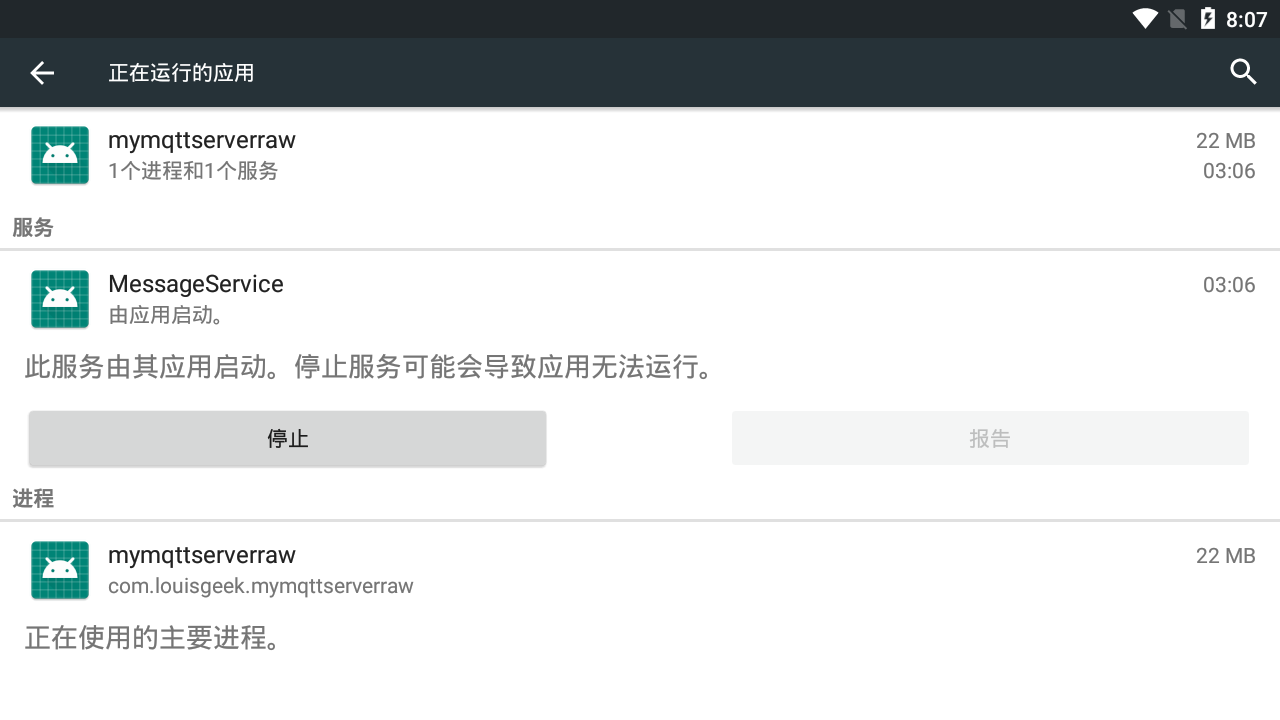 8:07
正在运行的应用
mymqttserverraw
22 MB
1个进程和1个服务
03:06
服务
MessageService
03:06
由应用启动。
此服务由其应用启动。停止服务可能会导致应用无法运行。
停止
报告
进程
mymqttserverraw
22 MB
com.louisgeek.mymqttserverraw
正在使用的主要进程。